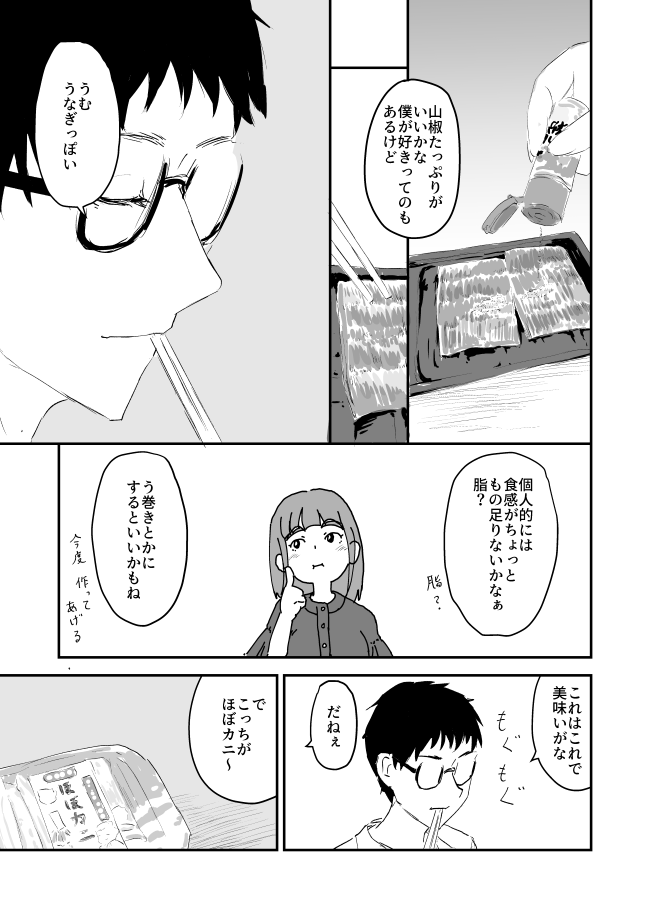 山椒たっぷりが
いいかな
僕が好きってのも
あるけど
うむ
うなぎっぽい
個人的には
食感がちょっと
もの足りないかなぁ
脂?
脂?
う巻きとかに
するといいかもね
今度 作って
あげる
これはこれで
美味いがな
もぐ
もぐ
だねぇ
で
こっちが
ほぼカニ〜
ほぼカニ